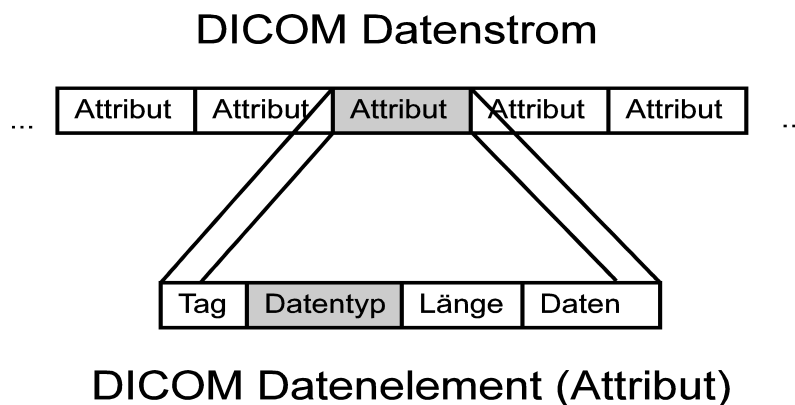 DICOM Datenstrom
... Attribut Attribut Attribut Attribut Attribut ..
Tag Datentyp Länge Daten
DICOM Datenelement (Attribut)